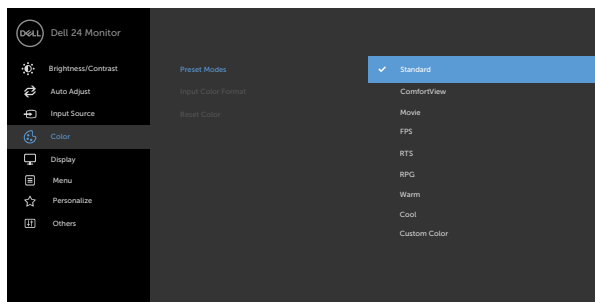 DELL Dell 24 Monitor
Brightness/Contrast
Auto Adjust
Input Source
Color
Display
Menu
Personalize
Others
Preset Modes
Input Color Format
Reset Color
Standard
ComfortView
Movie
FPS
RTS
RPG
Warm
Cool
Custom Color